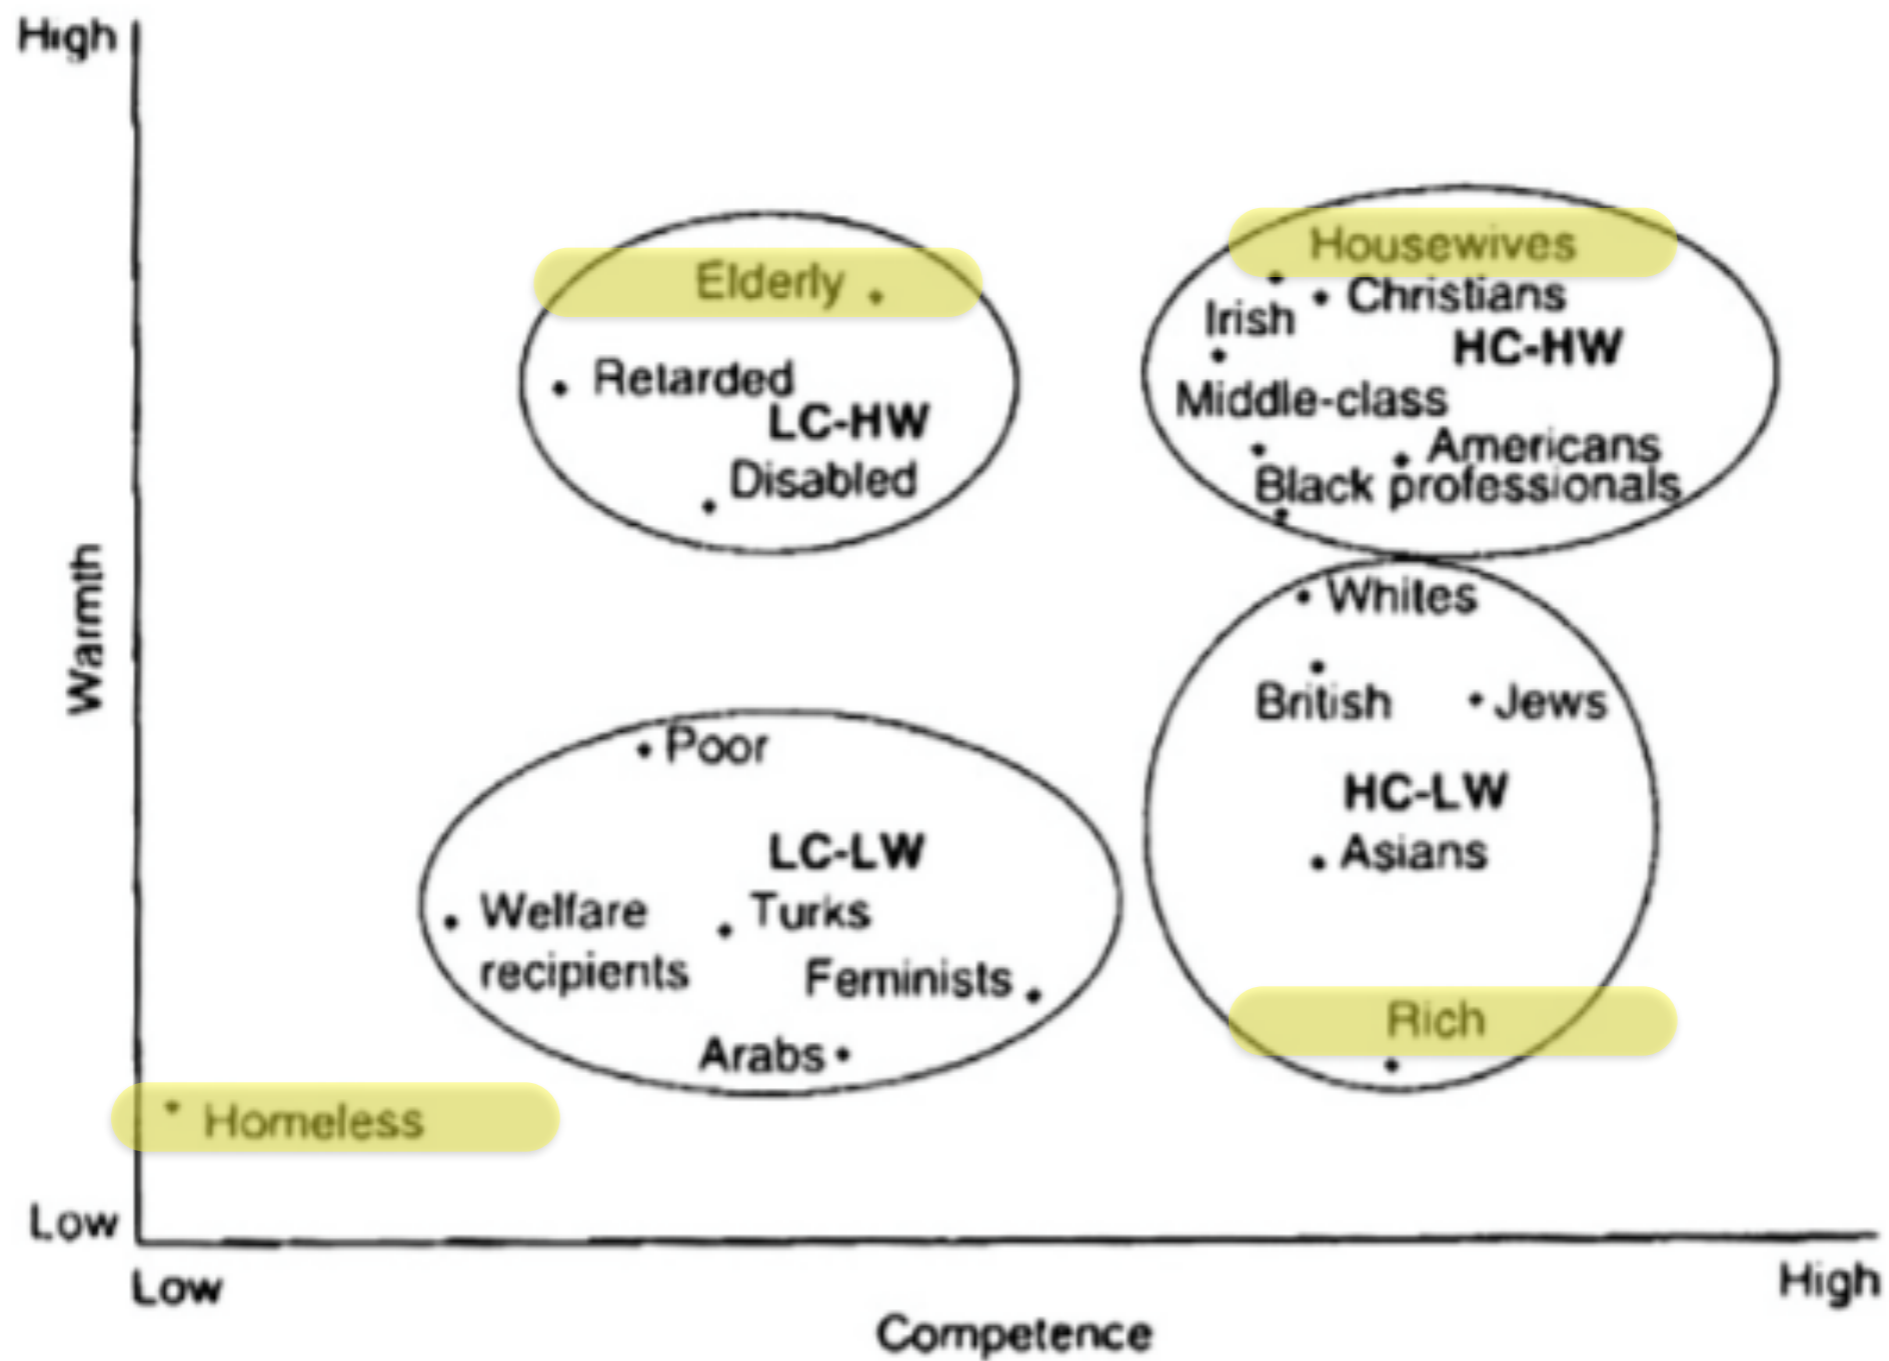 High
Housewives
Elderly
Christians
Irish
HC-HW
Retarded
Middle-class
LC-HW
Americans
Disabled
Black professionals
Warmth
Whites
British
Jews
Poor
HC-LW
LC-LW
Asians
Welfare
recipients
Turks
Feminists
Rich
Arabs
Homeless
Low
Low
High
Competence